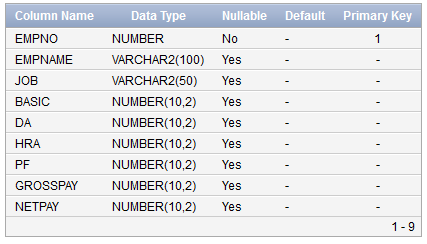 Column Name Data Type Nullable Default Primary Key
EMPNO NUMBER No - 1
EMPNAME VARCHAR2(100) Yes - -
JOB VARCHAR2(50) Yes - -
BASIC NUMBER(10,2) Yes - -
DA NUMBER(10,2) Yes - -
HRA NUMBER(10,2) Yes - -
PF NUMBER(10,2) Yes - -
GROSSPAY NUMBER(10,2) Yes - -
NETPAY NUMBER(10,2) Yes - -
1 - 9